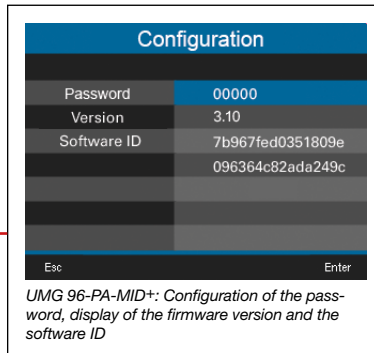 Configuration
Password 00000
Version 3.10
Software ID 7b967fed0351809e
096364c82ada249c
Esc Enter
UMG 96-PA-MID+: Configuration of the pass-
word, display of the firmware version and the
software ID